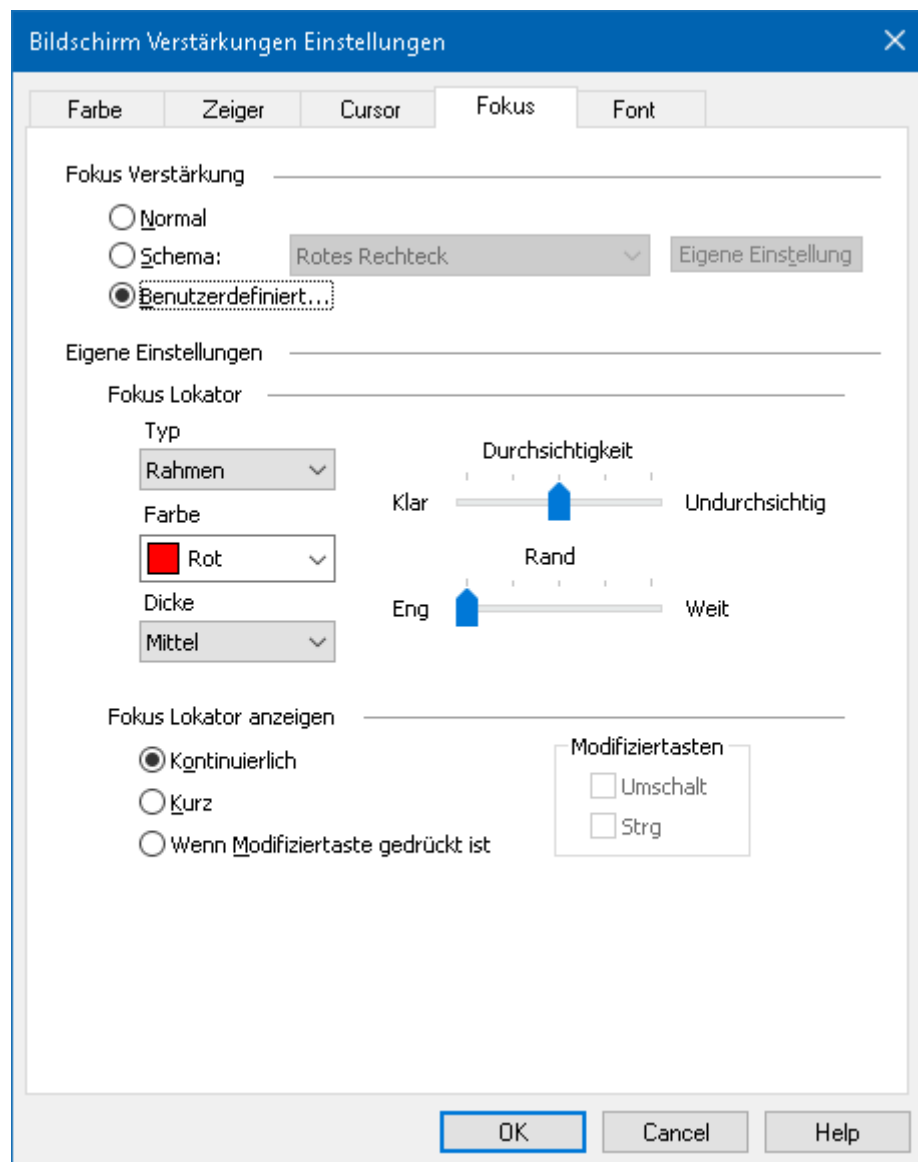 Bildschirm Verstärkungen Einstellungen
Farbe Zeiger Cursor Fokus Font
Fokus Verstärkung
Normal
Schema: Rotes Rechteck Eigene Einstellung
Benutzerdefiniert...
Eigene Einstellungen
Fokus Lokator
Typ
Durchsichtigkeit
Rahmen
Klar Undurchsichtig
Farbe
Rand
Rot
Dicke
Eng Weit
Mittel
Fokus Lokator anzeigen
Modifiziertasten
Kontinuierlich
Umschalt
Kurz
Strg
Wenn Modifiziertaste gedrückt ist
OK Cancel Help